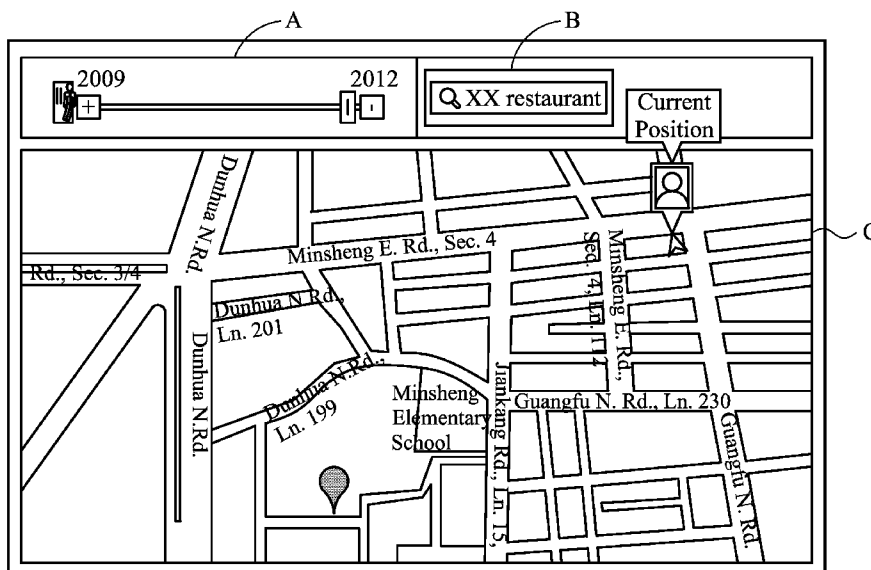 A
B
2009
2012
+
-
XX restaurant
Current
Position
C
Dunhua N.Rd.
Minsheng E. Rd., Sec. 4
Rd., Sec. 3/4
Minsheng E. Rd.,
Sec. 4, Ln. 112
Dunhua N Rd.,
Ln. 201
Dunhua N.Rd.
Dunhua N.Rd.,
Ln. 199
Minsheng
Elementary
School
Jiankang Rd., Ln. 15,
Guangfu N. Rd., Ln. 230
Guangfu N. Rd.